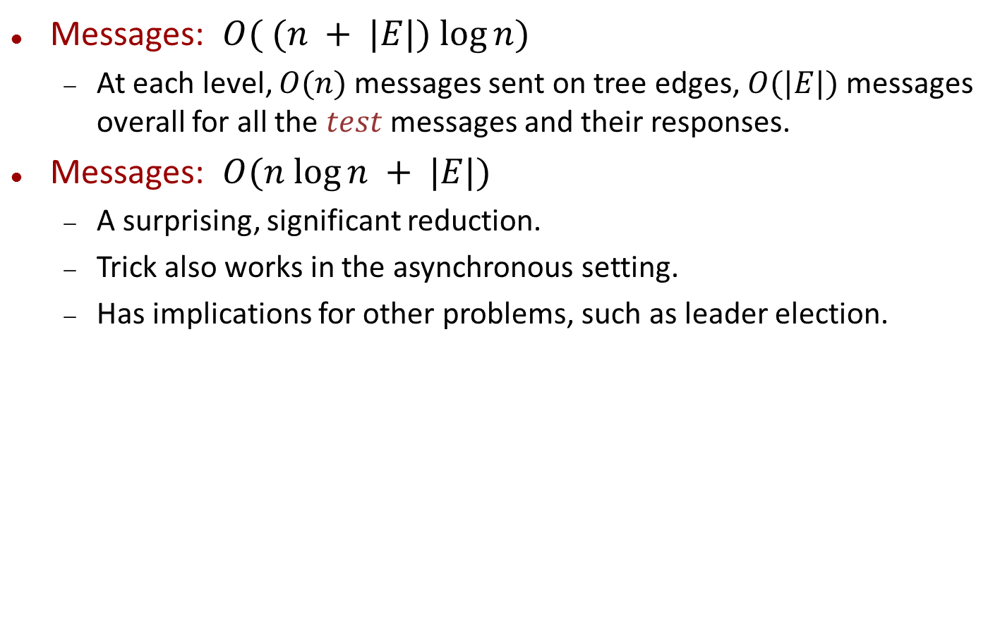 • Messages: O( (n + |E|) log n)
– At each level, O(n) messages sent on tree edges, O(|E|) messages
overall for all the test messages and their responses.
• Messages: O(n log n + |E|)
– A surprising, significant reduction.
– Trick also works in the asynchronous setting.
– Has implications for other problems, such as leader election.